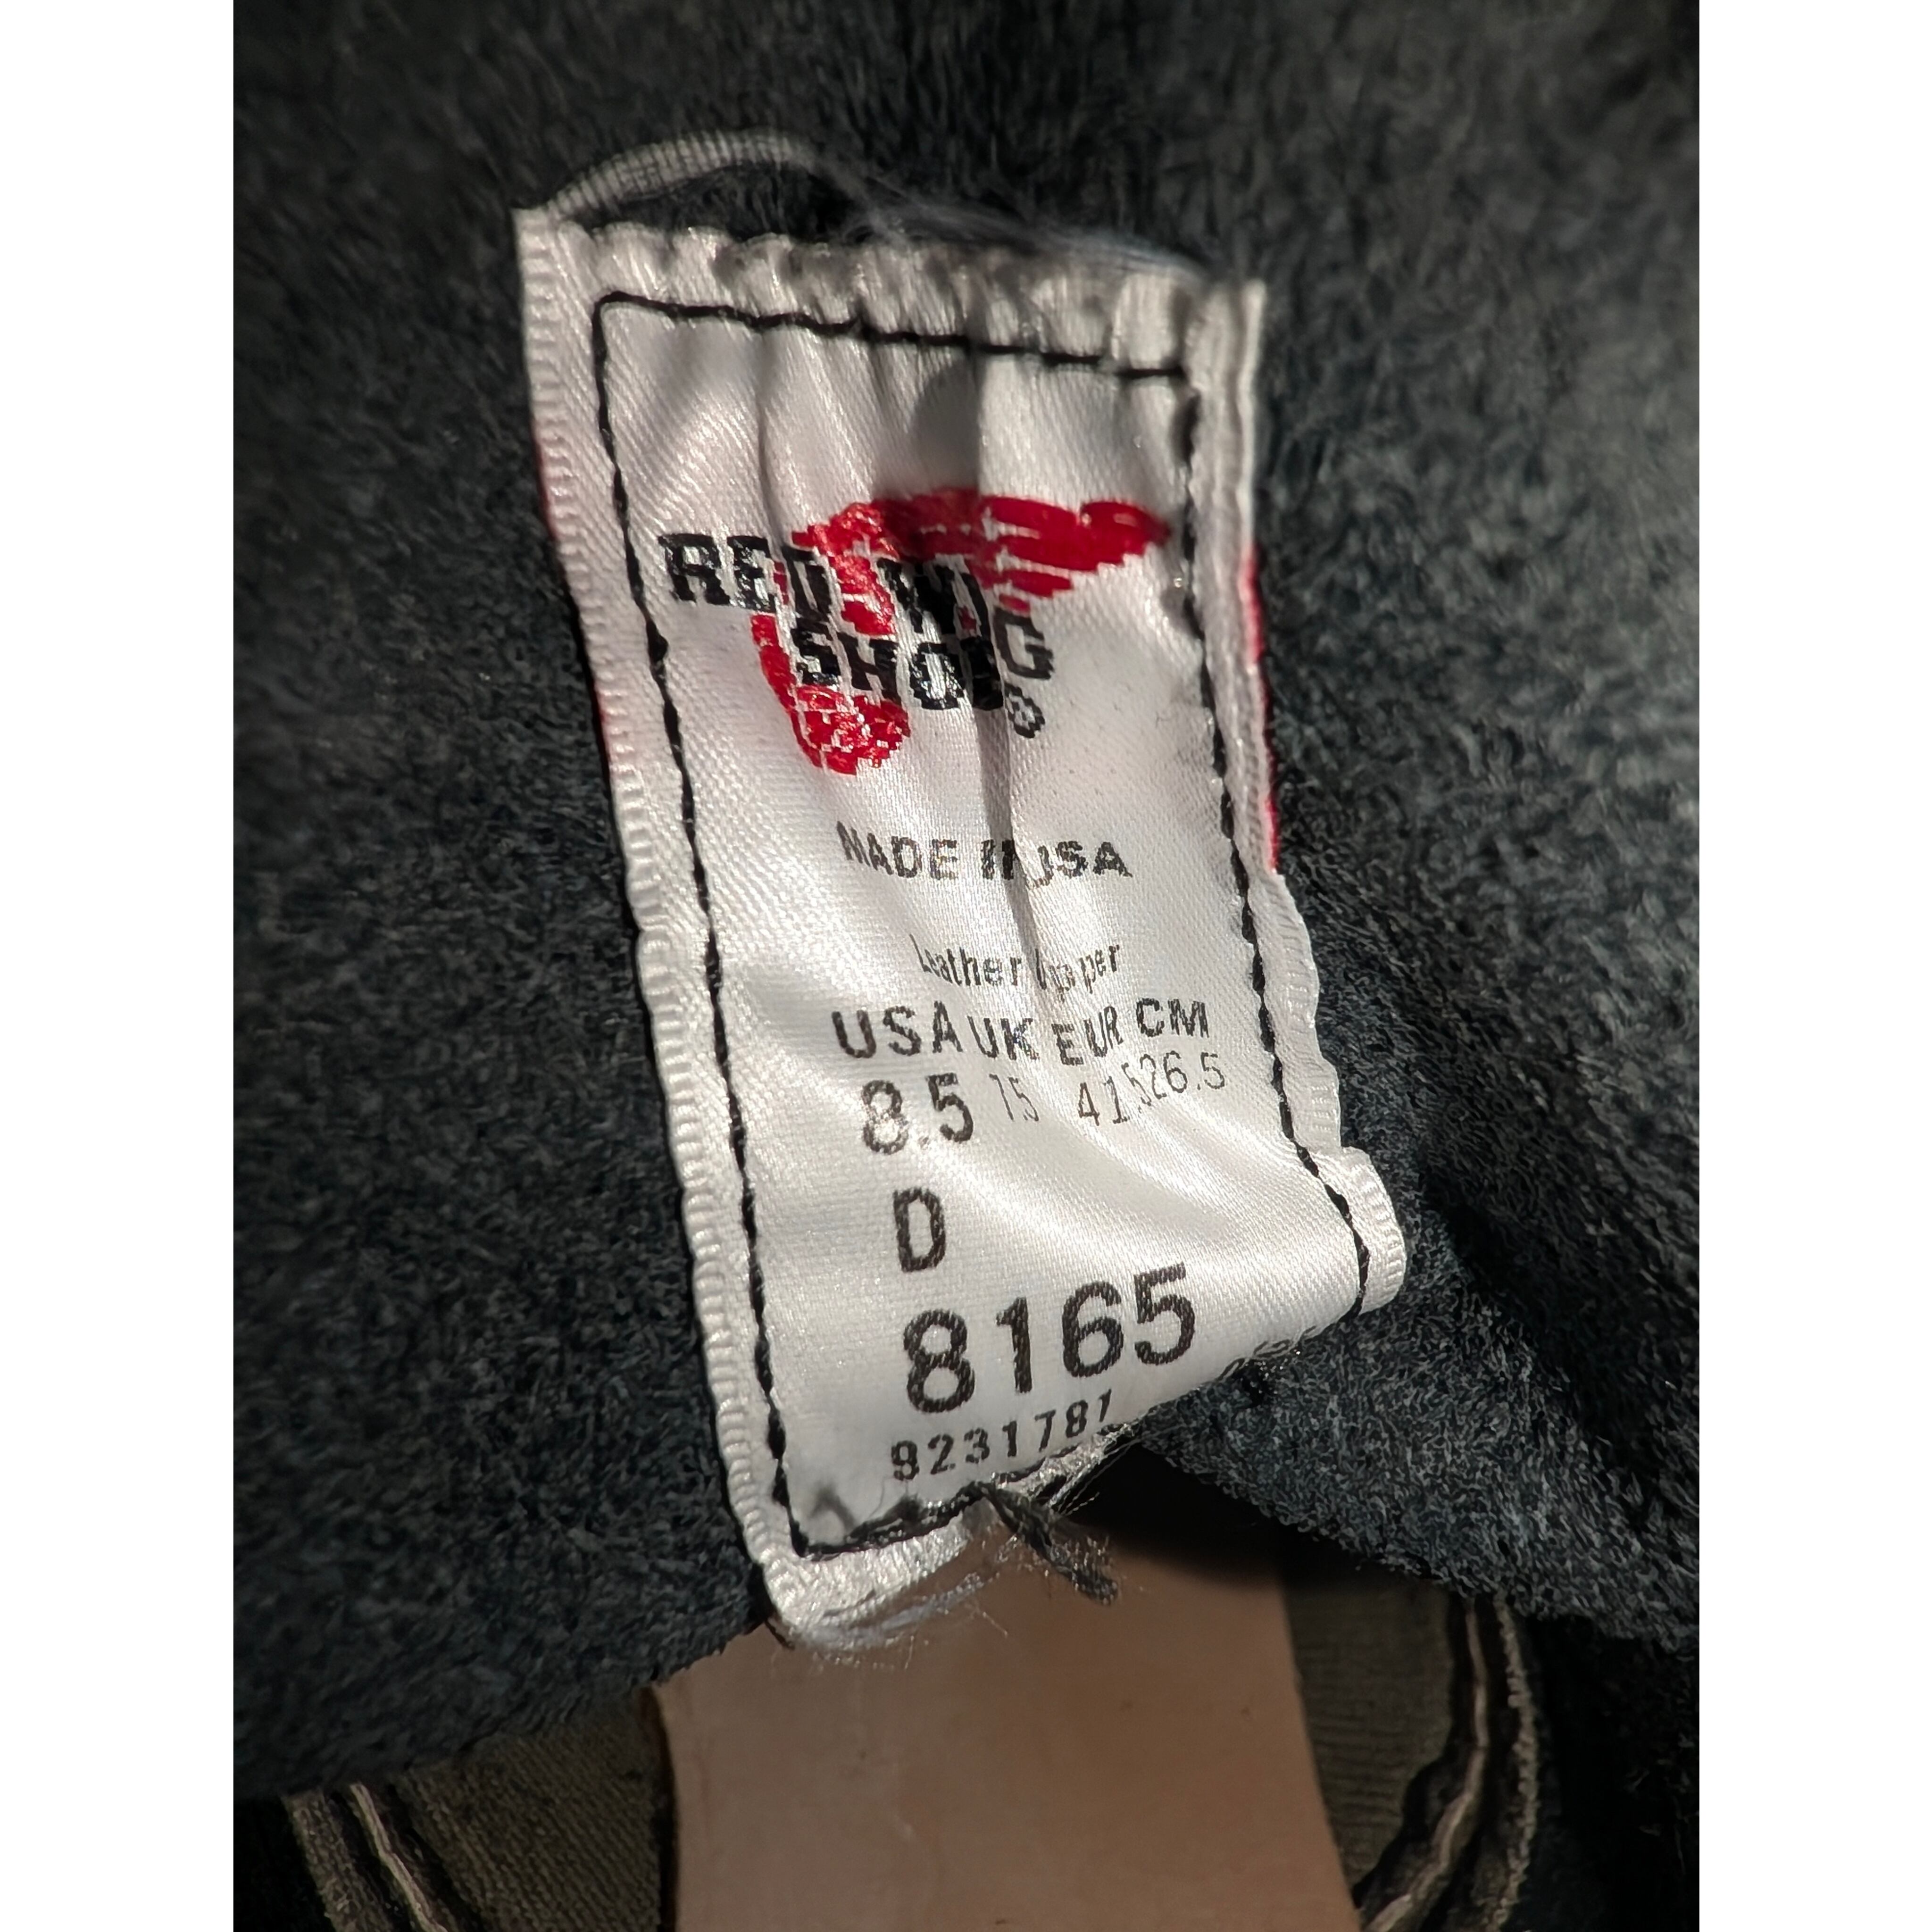 RED WING
SHOES
®
MADE IN USA
Leather Upper
USA UK EUR CM
8.5 7.5 41.5 26.5
D
8165
9231781